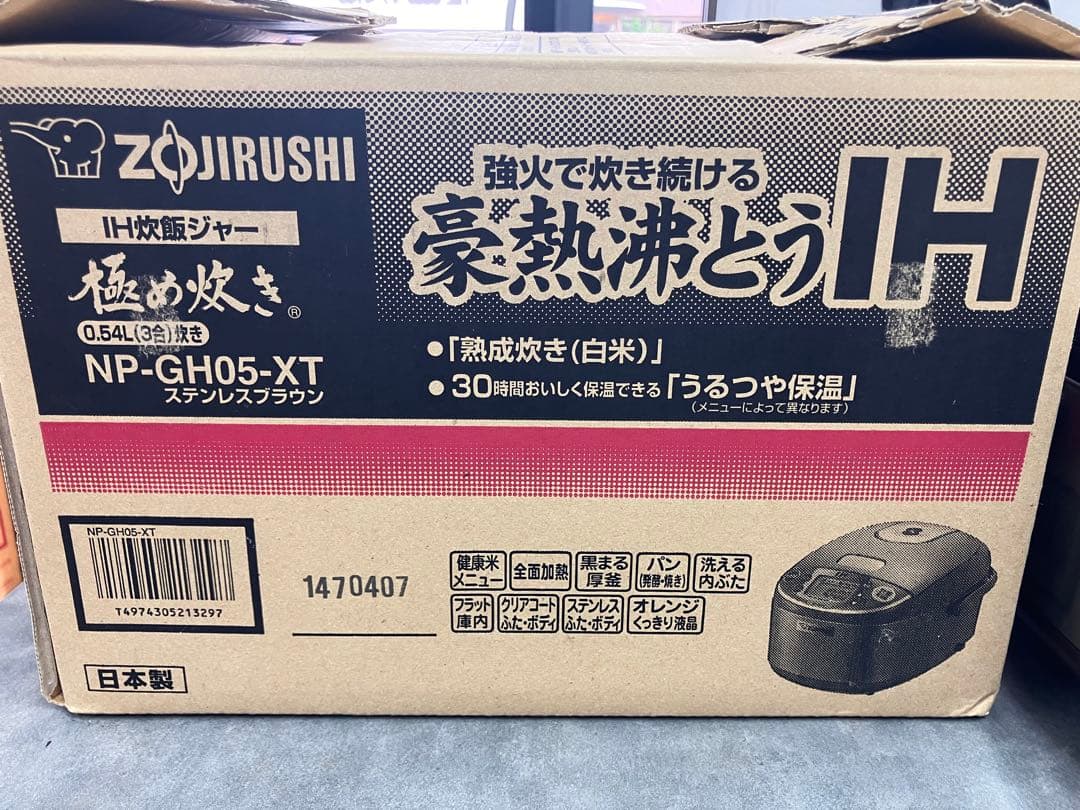 ZOJIRUSHI
IH炊飯ジャー
極め炊き®
0.54L(3合)炊き
NP-GH05-XT
ステンレスブラウン
強火で炊き続ける
豪熱沸とうIH
ぬ
●「熟成炊き(白米)」
●30時間おいしく保温できる「うるつや保温」
(メニューによって異なります)
NP-GH05-XT
T4974305213297
1470407
健康米メニュー
全面加熱
黒まる厚釜
パン(発酵・焼き)
洗える内ぶた
フラット庫内
クリアコートふた・ボディ
ステンレスふた・ボディ
オレンジくっきり液晶
日本製